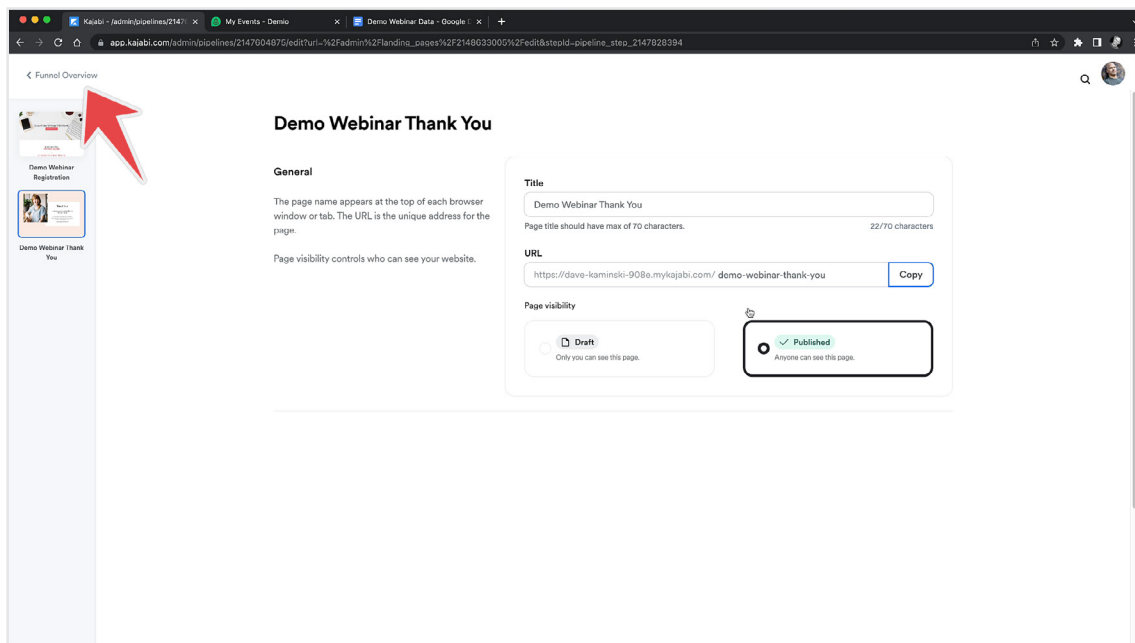 Kajabi - /admin/pipelines/2147
My Events - Demio
Demo Webinar Data - Google D
app.kajabi.com/admin/pipelines/2147604875/edit?url=%2Fadmin%2Flanding_pages%2F2148633005%2Fedit&stepId=pipeline_step_2147828394
Funnel Overview
Demo Webinar
Registration
Demo Webinar Thank
You
Demo Webinar Thank You
General
The page name appears at the top of each browser
window or tab. The URL is the unique address for the
page.
Page visibility controls who can see your website.
Title
Demo Webinar Thank You
Page title should have max of 70 characters.
22/70 characters
URL
https://dave-kaminski-908e.mykajabi.com/ demo-webinar-thank-you
Copy
Page visibility
Draft
Only you can see this page.
Published
Anyone can see this page.